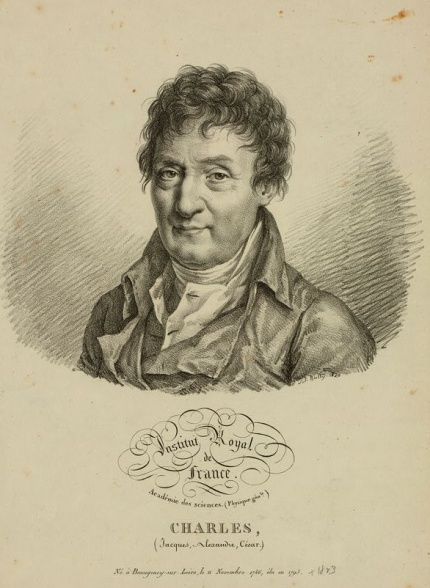 Institut Royal
de
France.
Académie des sciences. (Physique génle)
CHARLES,
(Jacques, Alexandre, César.)
Né à Beaugency-sur-Loire, le 11 Novembre 1746, élu en 1795.